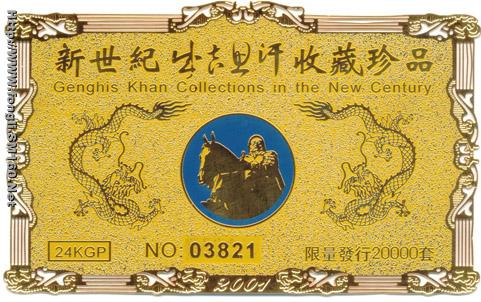 新世紀成吉思汗收藏珍品
Genghis Khan Collections in the New Century
24KGP
NO: 03821
限量發行20000套
2001